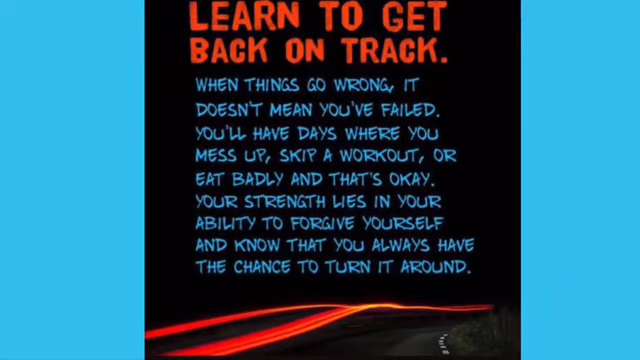 LEARN TO GET
BACK ON TRACK.
WHEN THINGS GO WRONG, IT
DOESN'T MEAN YOU'VE FAILED.
YOU'LL HAVE DAYS WHERE YOU
MESS UP, SKIP A WORKOUT, OR
EAT BADLY AND THAT'S OKAY.
YOUR STRENGTH LIES IN YOUR
ABILITY TO FORGIVE YOURSELF
AND KNOW THAT YOU ALWAYS HAVE
THE CHANCE TO TURN IT AROUND.